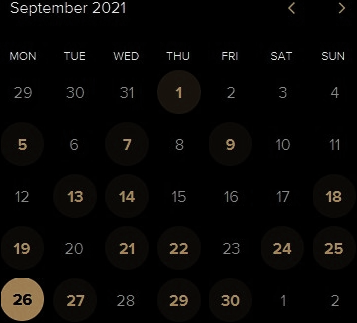 September 2021 < >
MON TUE WED THU FRI SAT SUN
29 30 31 1 2 3 4
5 6 7 8 9 10 11
12 13 14 15 16 17 18
19 20 21 22 23 24 25
26 27 28 29 30 1 2